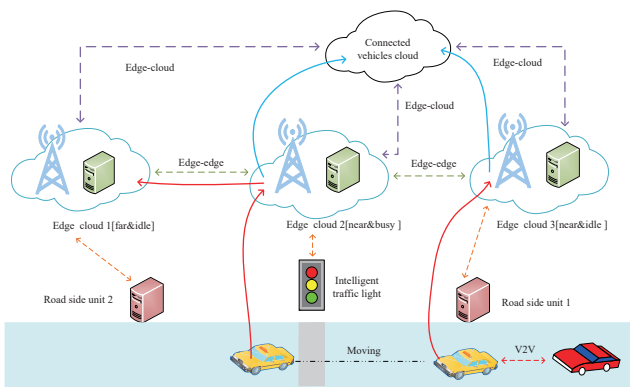 Connected
vehicles cloud
Edge-cloud
Edge-cloud
Edge-cloud
Edge-edge
Edge-edge
Edge cloud 1[far&idle]
Edge cloud 2[near&busy ]
Edge cloud 3[near&idle ]
Road side unit 2
Intelligent
traffic light
Road side unit 1
Moving
V2V